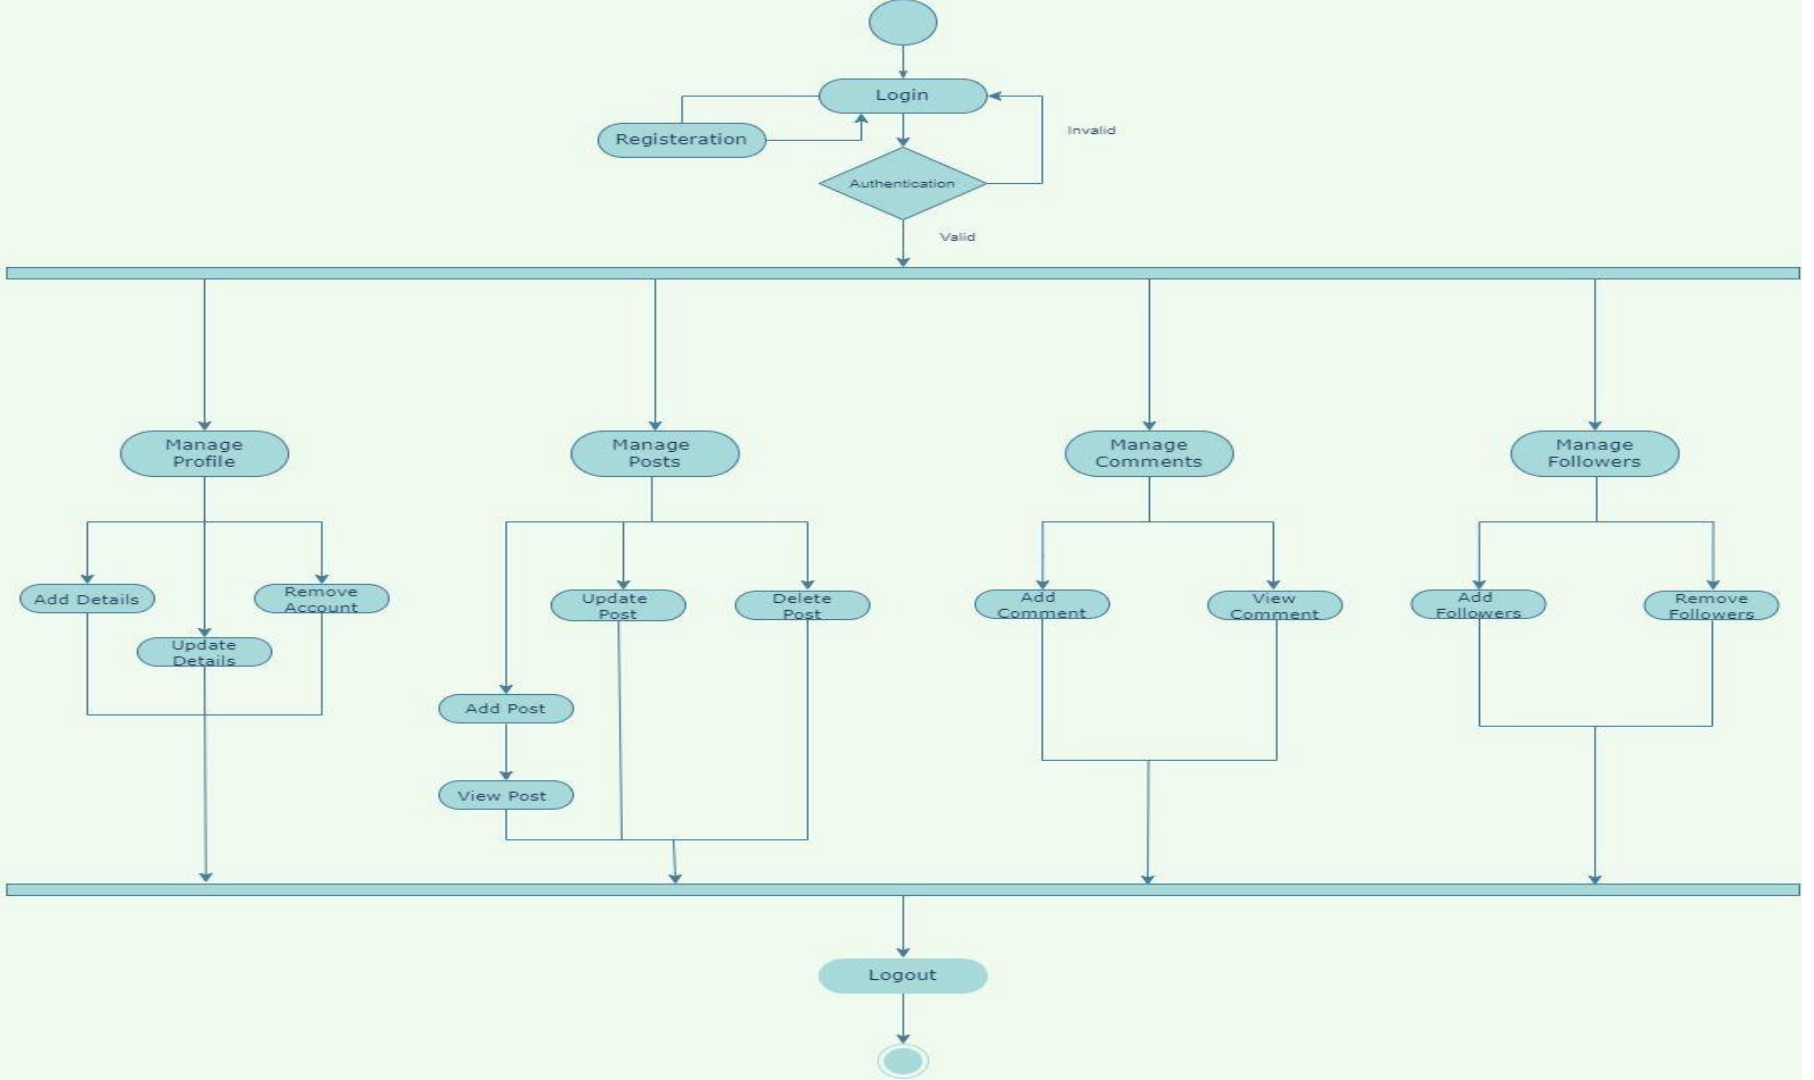 Login
Registeration
Invalid
Authentication
Valid
Manage
Profile
Manage
Posts
Manage
Comments
Manage
Followers
Add Details
Remove
Account
Update
Details
Update
Post
Delete
Post
Add Post
View Post
Add
Comment
View
Comment
Add
Followers
Remove
Followers
Logout